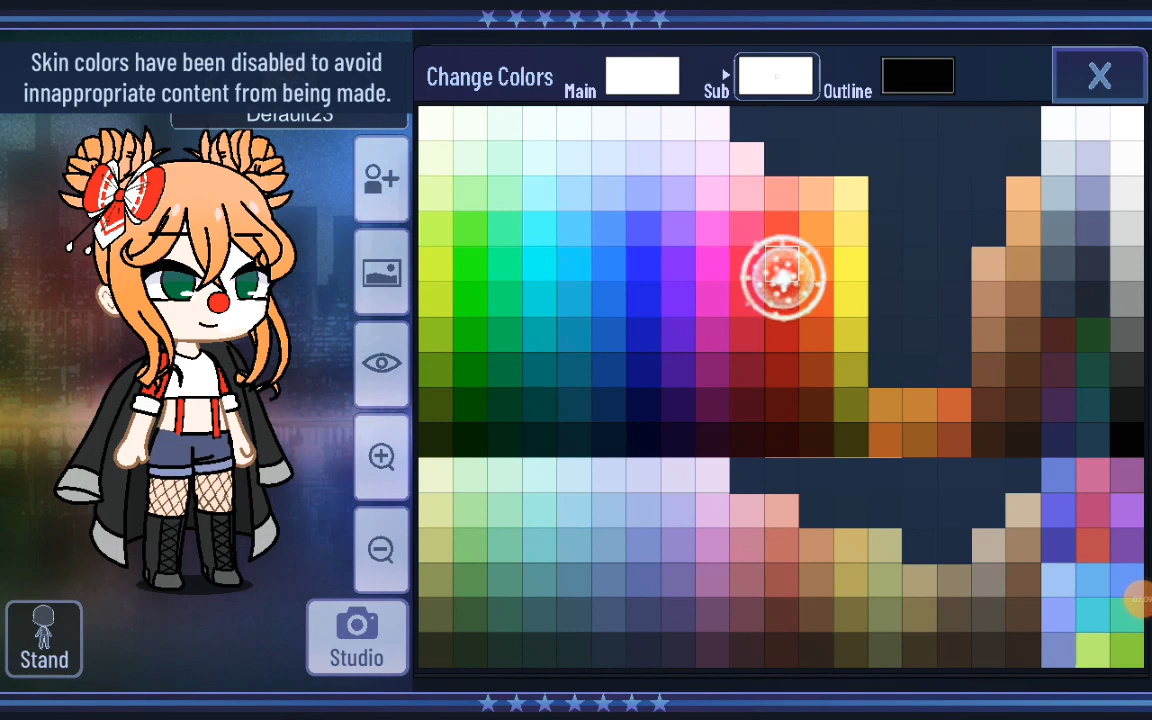 Skin colors have been disabled to avoid
innappropriate content from being made.
Default23
Change Colors
Main
Sub
Outline
X
Stand
Studio